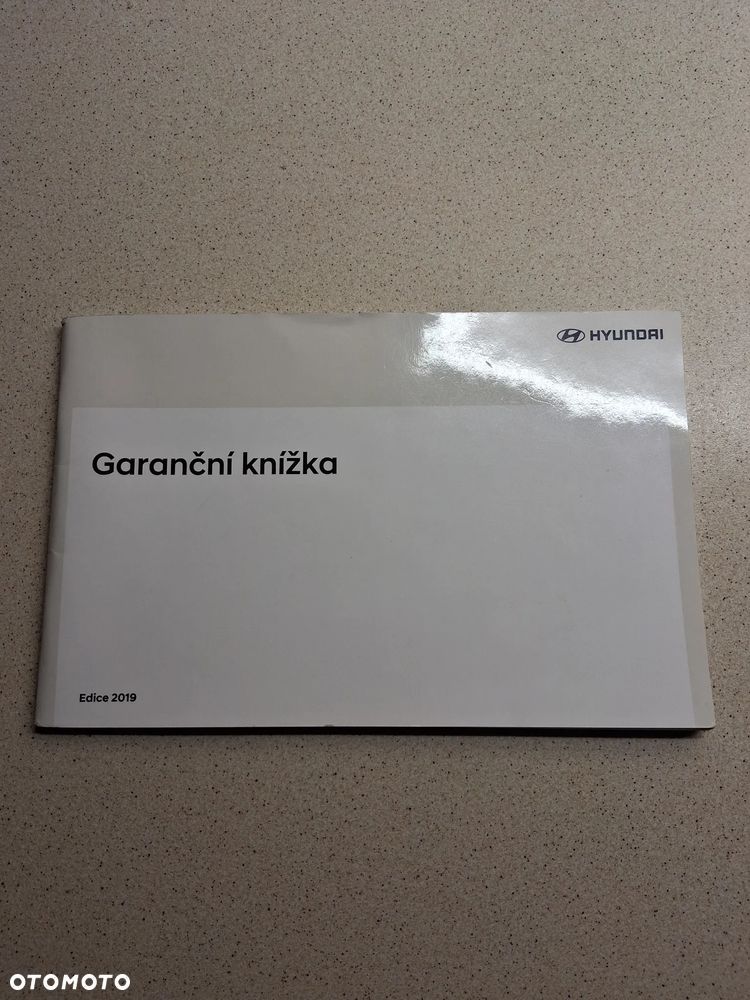 HYUNDAI
Garanční knížka
Edice 2019
OTOMOTO